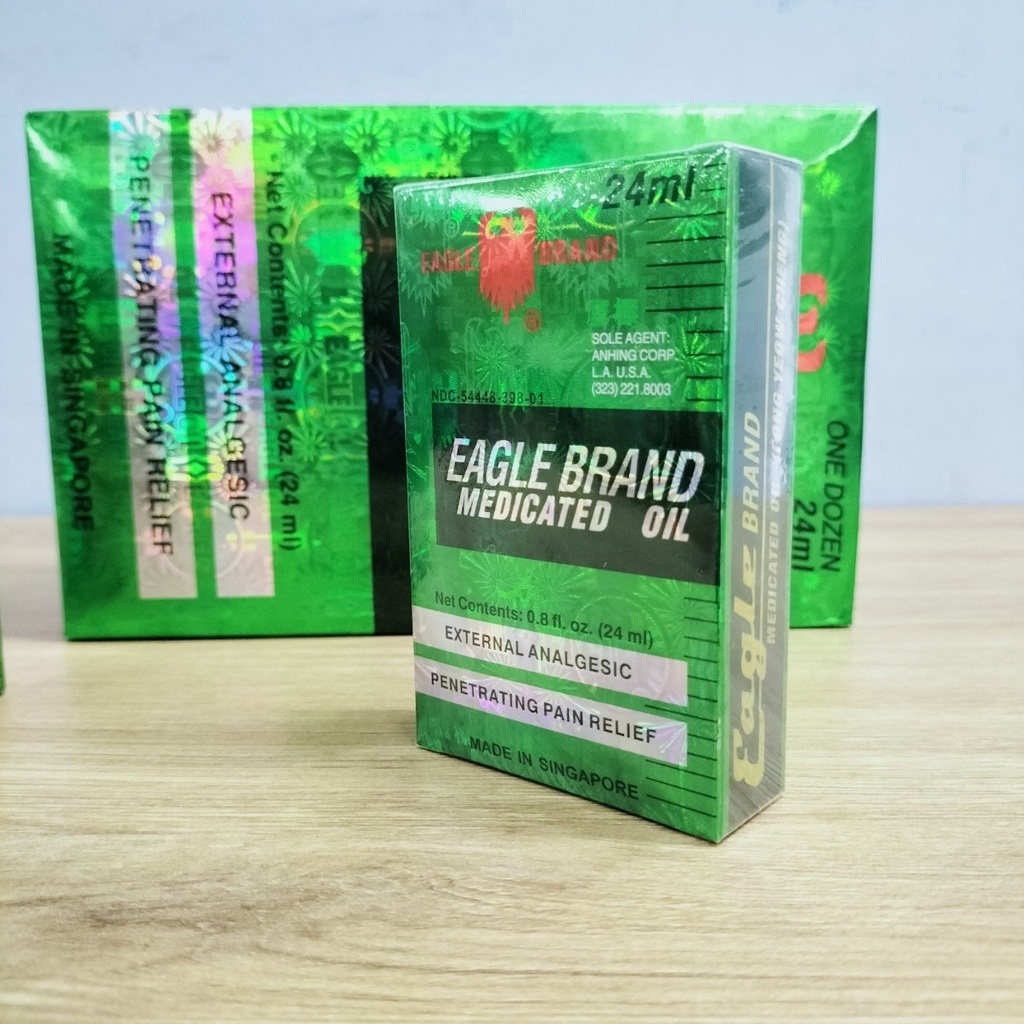 24ml
EAGLE BRAND
®
SOLE AGENT:
ANHING CORP.
L.A. U.S.A.
(323) 221.8003
NDC-54448-398-01
EAGLE BRAND
MEDICATED OIL
Net Contents: 0.8 fl. oz. (24 ml)
EXTERNAL ANALGESIC
PENETRATING PAIN RELIEF
MADE IN SINGAPORE
Eagle BRAND
MEDICATED OIL
Net Contents: 0.8 fl. oz. (24 ml)
EXTERNAL ANALGESIC
PENETRATING PAIN RELIEF
MADE IN SINGAPORE
ONE DOZEN
24ml